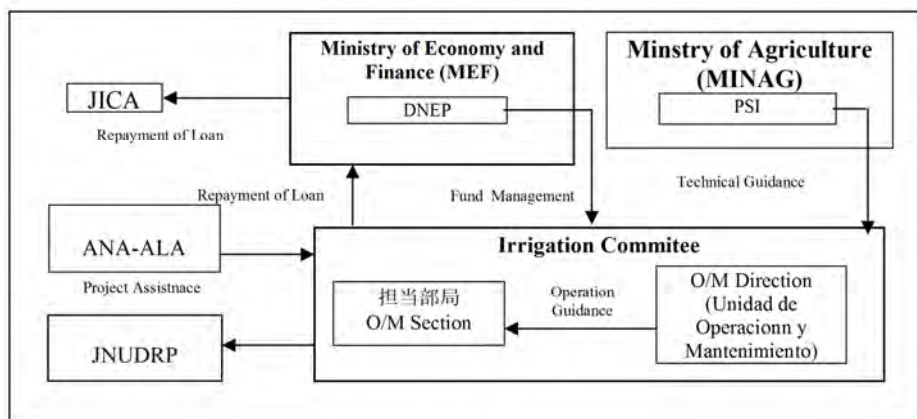 Ministry of Economy and
Finance (MEF)
DNEP
Minstry of Agriculture
(MINAG)
PSI
JICA
Repayment of Loan
Repayment of Loan
Fund Management
Technical Guidance
ANA-ALA
Project Assistnace
Irrigation Commitee
担当部局
O/M Section
Operation
Guidance
O/M Direction
(Unidad de
Operacionn y
Mantenimiento)
JNUDRP